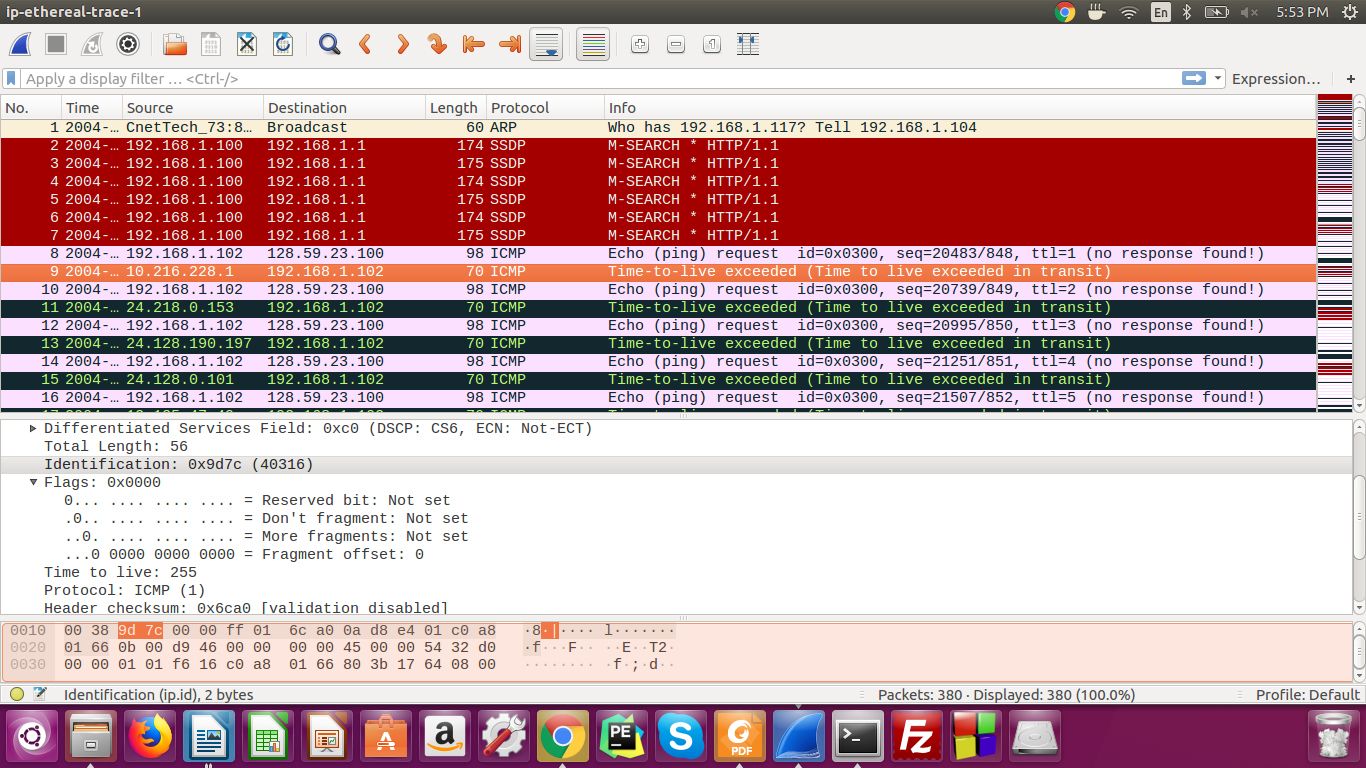 ip-ethereal-trace-1 En 5:53 PM
Apply a display filter … <Ctrl-/> Expression… +
No. Time Source Destination Length Protocol Info
1 2004-… CnetTech_73:8… Broadcast 60 ARP Who has 192.168.1.117? Tell 192.168.1.104
2 2004-… 192.168.1.100 192.168.1.1 174 SSDP M-SEARCH * HTTP/1.1
3 2004-… 192.168.1.100 192.168.1.1 175 SSDP M-SEARCH * HTTP/1.1
4 2004-… 192.168.1.100 192.168.1.1 174 SSDP M-SEARCH * HTTP/1.1
5 2004-… 192.168.1.100 192.168.1.1 175 SSDP M-SEARCH * HTTP/1.1
6 2004-… 192.168.1.100 192.168.1.1 174 SSDP M-SEARCH * HTTP/1.1
7 2004-… 192.168.1.100 192.168.1.1 175 SSDP M-SEARCH * HTTP/1.1
8 2004-… 192.168.1.102 128.59.23.100 98 ICMP Echo (ping) request id=0x0300, seq=20483/848, ttl=1 (no response found!)
9 2004-… 10.216.228.1 192.168.1.102 70 ICMP Time-to-live exceeded (Time to live exceeded in transit)
10 2004-… 192.168.1.102 128.59.23.100 98 ICMP Echo (ping) request id=0x0300, seq=20739/849, ttl=2 (no response found!)
11 2004-… 24.218.0.153 192.168.1.102 70 ICMP Time-to-live exceeded (Time to live exceeded in transit)
12 2004-… 192.168.1.102 128.59.23.100 98 ICMP Echo (ping) request id=0x0300, seq=20995/850, ttl=3 (no response found!)
13 2004-… 24.128.190.197 192.168.1.102 70 ICMP Time-to-live exceeded (Time to live exceeded in transit)
14 2004-… 192.168.1.102 128.59.23.100 98 ICMP Echo (ping) request id=0x0300, seq=21251/851, ttl=4 (no response found!)
15 2004-… 24.128.0.101 192.168.1.102 70 ICMP Time-to-live exceeded (Time to live exceeded in transit)
16 2004-… 192.168.1.102 128.59.23.100 98 ICMP Echo (ping) request id=0x0300, seq=21507/852, ttl=5 (no response found!)
Differentiated Services Field: 0xc0 (DSCP: CS6, ECN: Not-ECT)
Total Length: 56
Identification: 0x9d7c (40316)
Flags: 0x0000
0... .... .... .... = Reserved bit: Not set
.0.. .... .... .... = Don't fragment: Not set
..0. .... .... .... = More fragments: Not set
...0 0000 0000 0000 = Fragment offset: 0
Time to live: 255
Protocol: ICMP (1)
Header checksum: 0x6ca0 [validation disabled]
0010 00 38 9d 7c 00 00 ff 01 6c a0 0a d8 e4 01 c0 a8 ·8·|···· l·······
0020 01 66 0b 00 d9 46 00 00 00 00 45 00 00 54 32 d0 ·f···F·· ··E··T2·
0030 00 00 01 01 f6 16 c0 a8 01 66 80 3b 17 64 08 00 ········ ·f·;·d··
Identification (ip.id), 2 bytes Packets: 380 · Displayed: 380 (100.0%) Profile: Default
A a PE S PDF >_ Fz